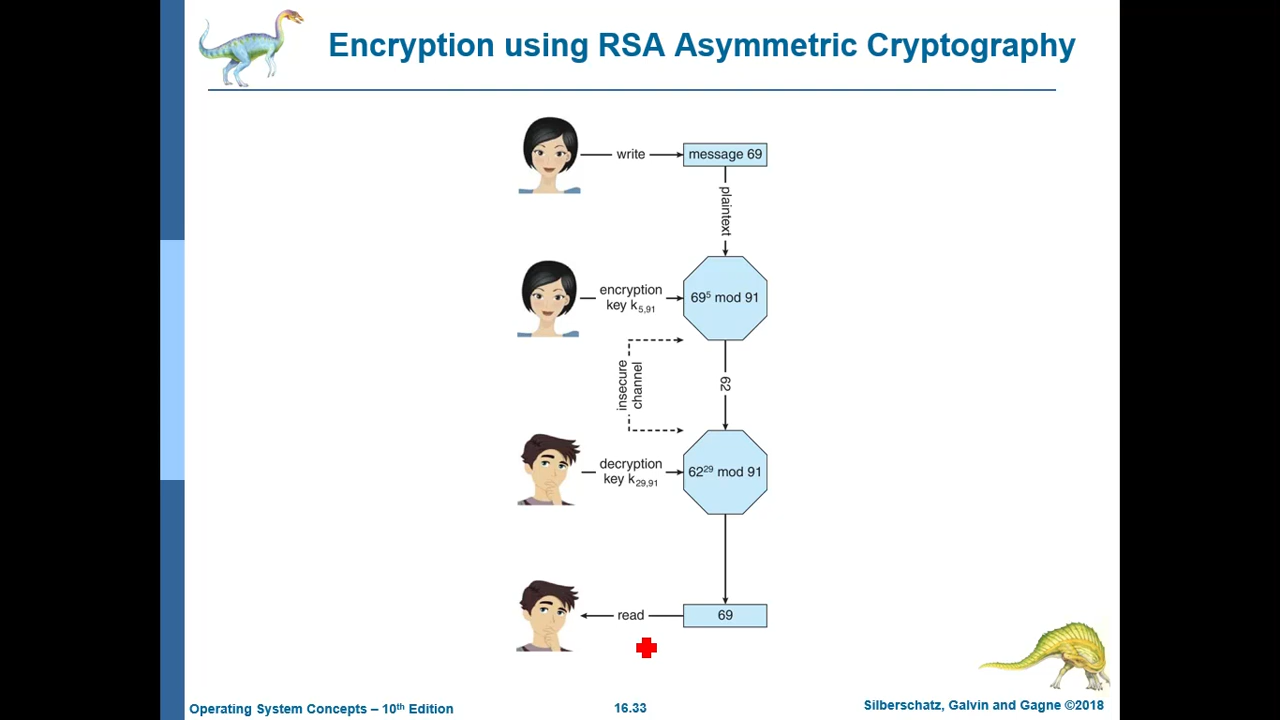 Encryption using RSA Asymmetric Cryptography
write
message 69
plaintext
encryption
key k5,91
69⁵ mod 91
insecure
channel
62
decryption
key k29,91
62²⁹ mod 91
read
69
Operating System Concepts – 10th Edition
16.33
Silberschatz, Galvin and Gagne ©2018